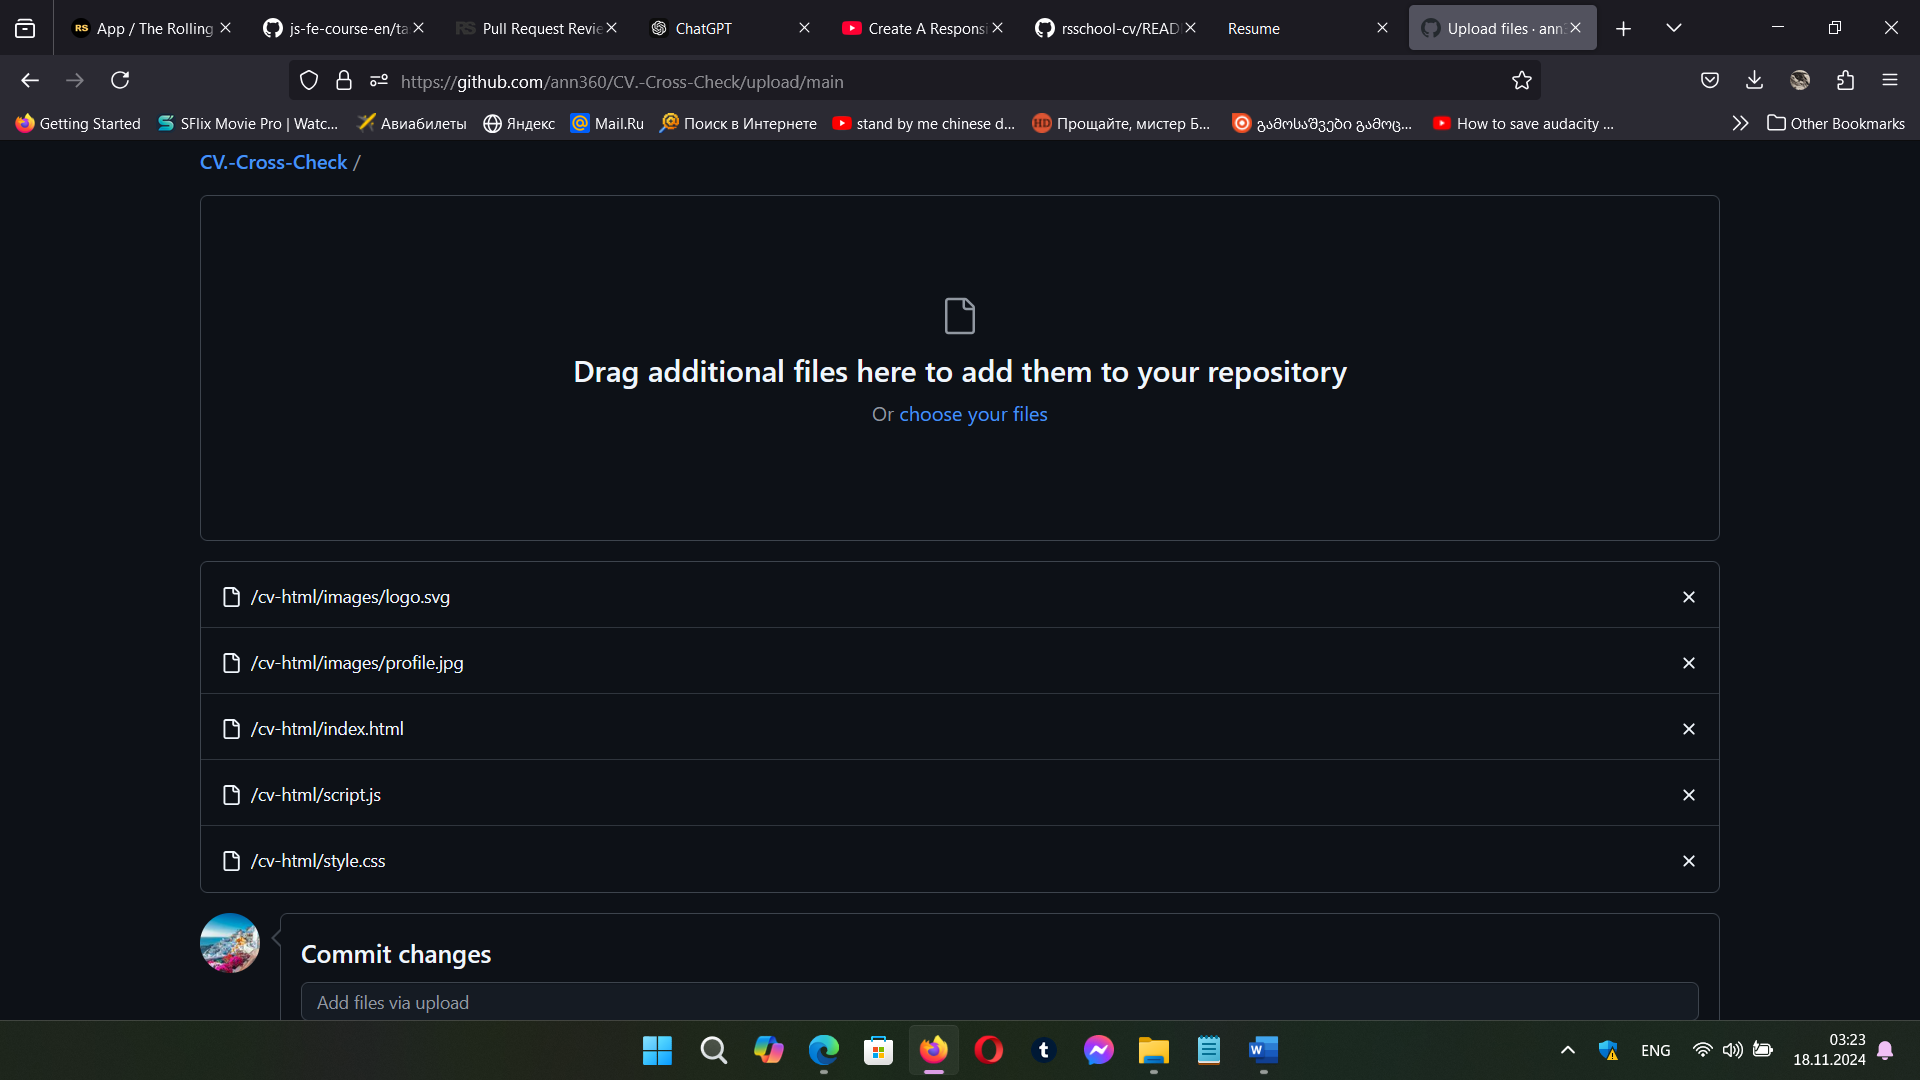 App / The Rolling
js-fe-course-en/ta
Pull Request Revie
ChatGPT
Create A Responsi
rsschool-cv/READ
Resume
Upload files · ann
https://github.com/ann360/CV.-Cross-Check/upload/main
Getting Started
SFlix Movie Pro | Watc...
Авиабилеты
Яндекс
Mail.Ru
Поиск в Интернете
stand by me chinese d...
Прощайте, мистер Б...
გამოსაშვები გამოც...
How to save audacity ...
Other Bookmarks
CV.-Cross-Check /
Drag additional files here to add them to your repository
Or choose your files
/cv-html/images/logo.svg
/cv-html/images/profile.jpg
/cv-html/index.html
/cv-html/script.js
/cv-html/style.css
Commit changes
Add files via upload
ENG
03:23
18.11.2024